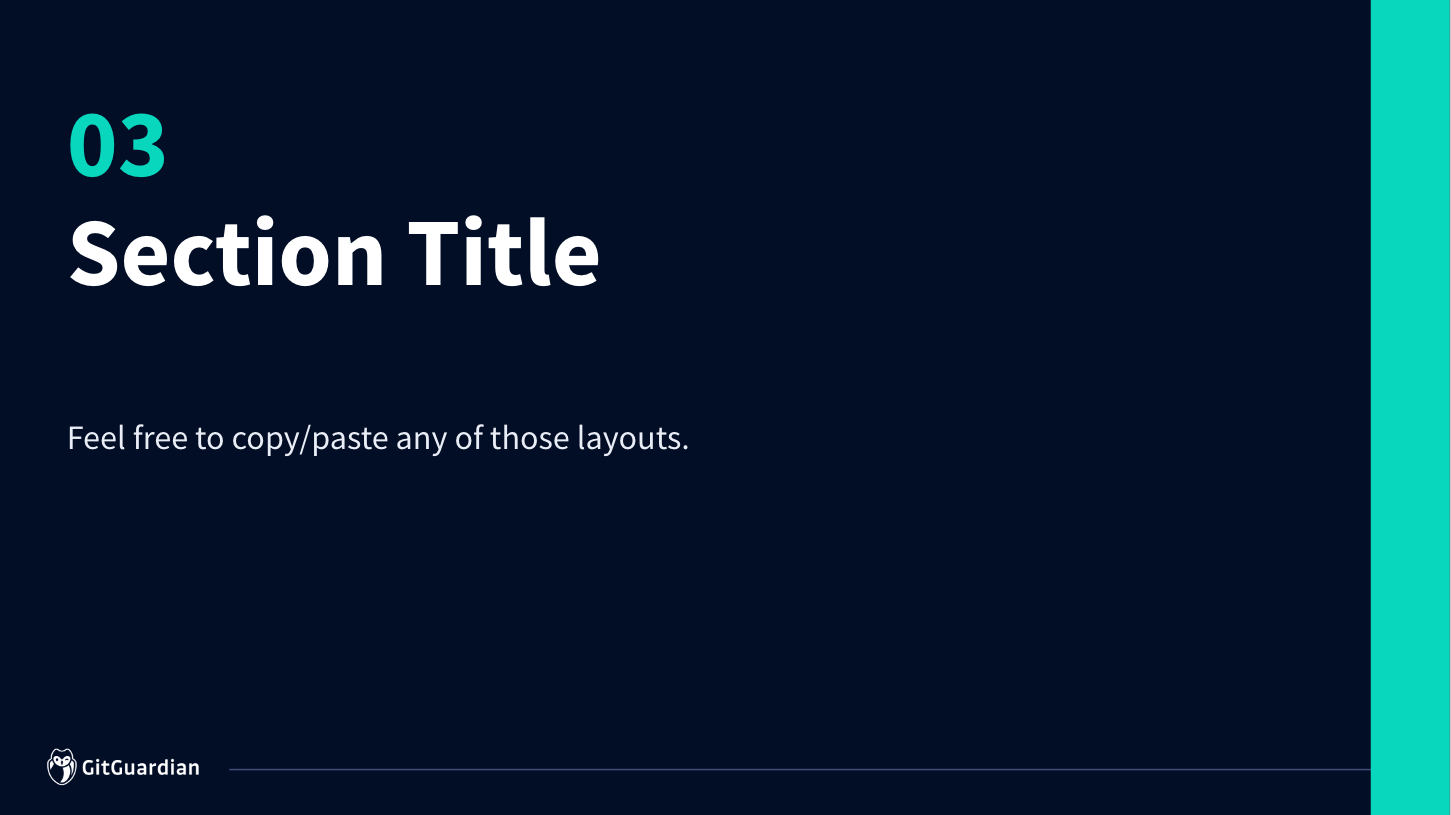 03
Section Title
Feel free to copy/paste any of those layouts.
GitGuardian